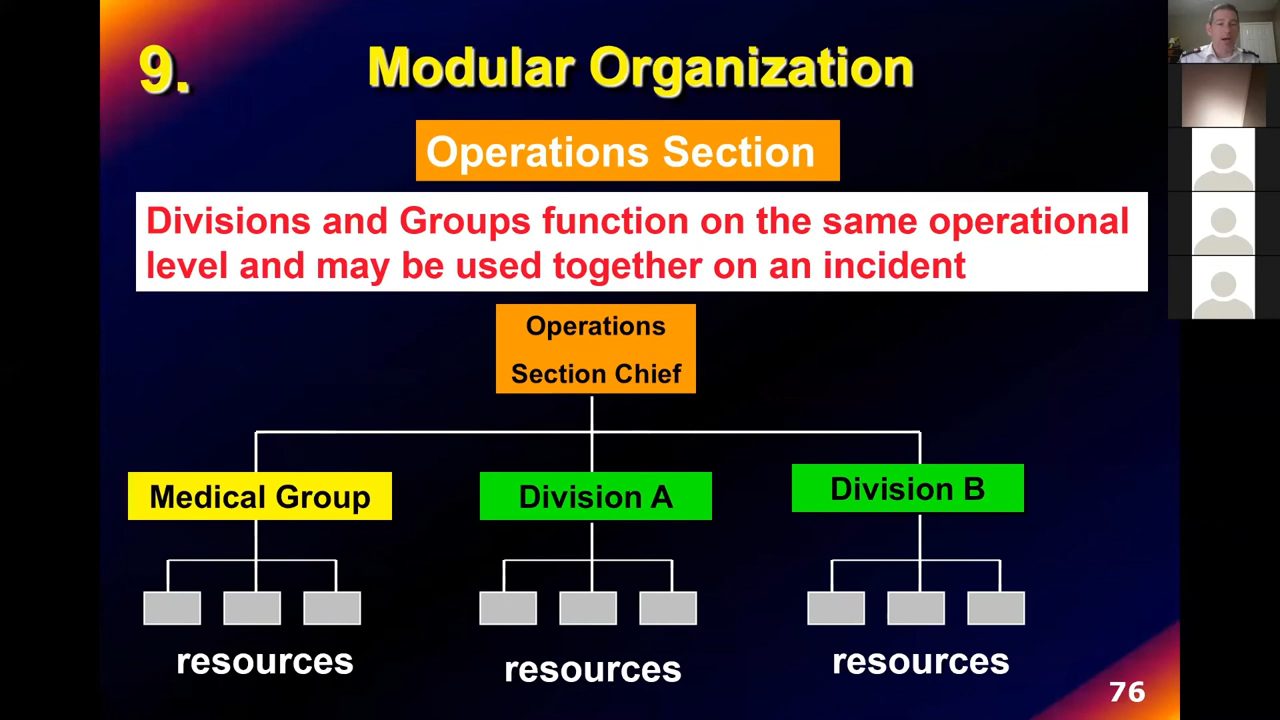 9.
Modular Organization
Operations Section
Divisions and Groups function on the same operational
level and may be used together on an incident
Operations
Section Chief
Medical Group
Division A
Division B
resources
resources
resources
76